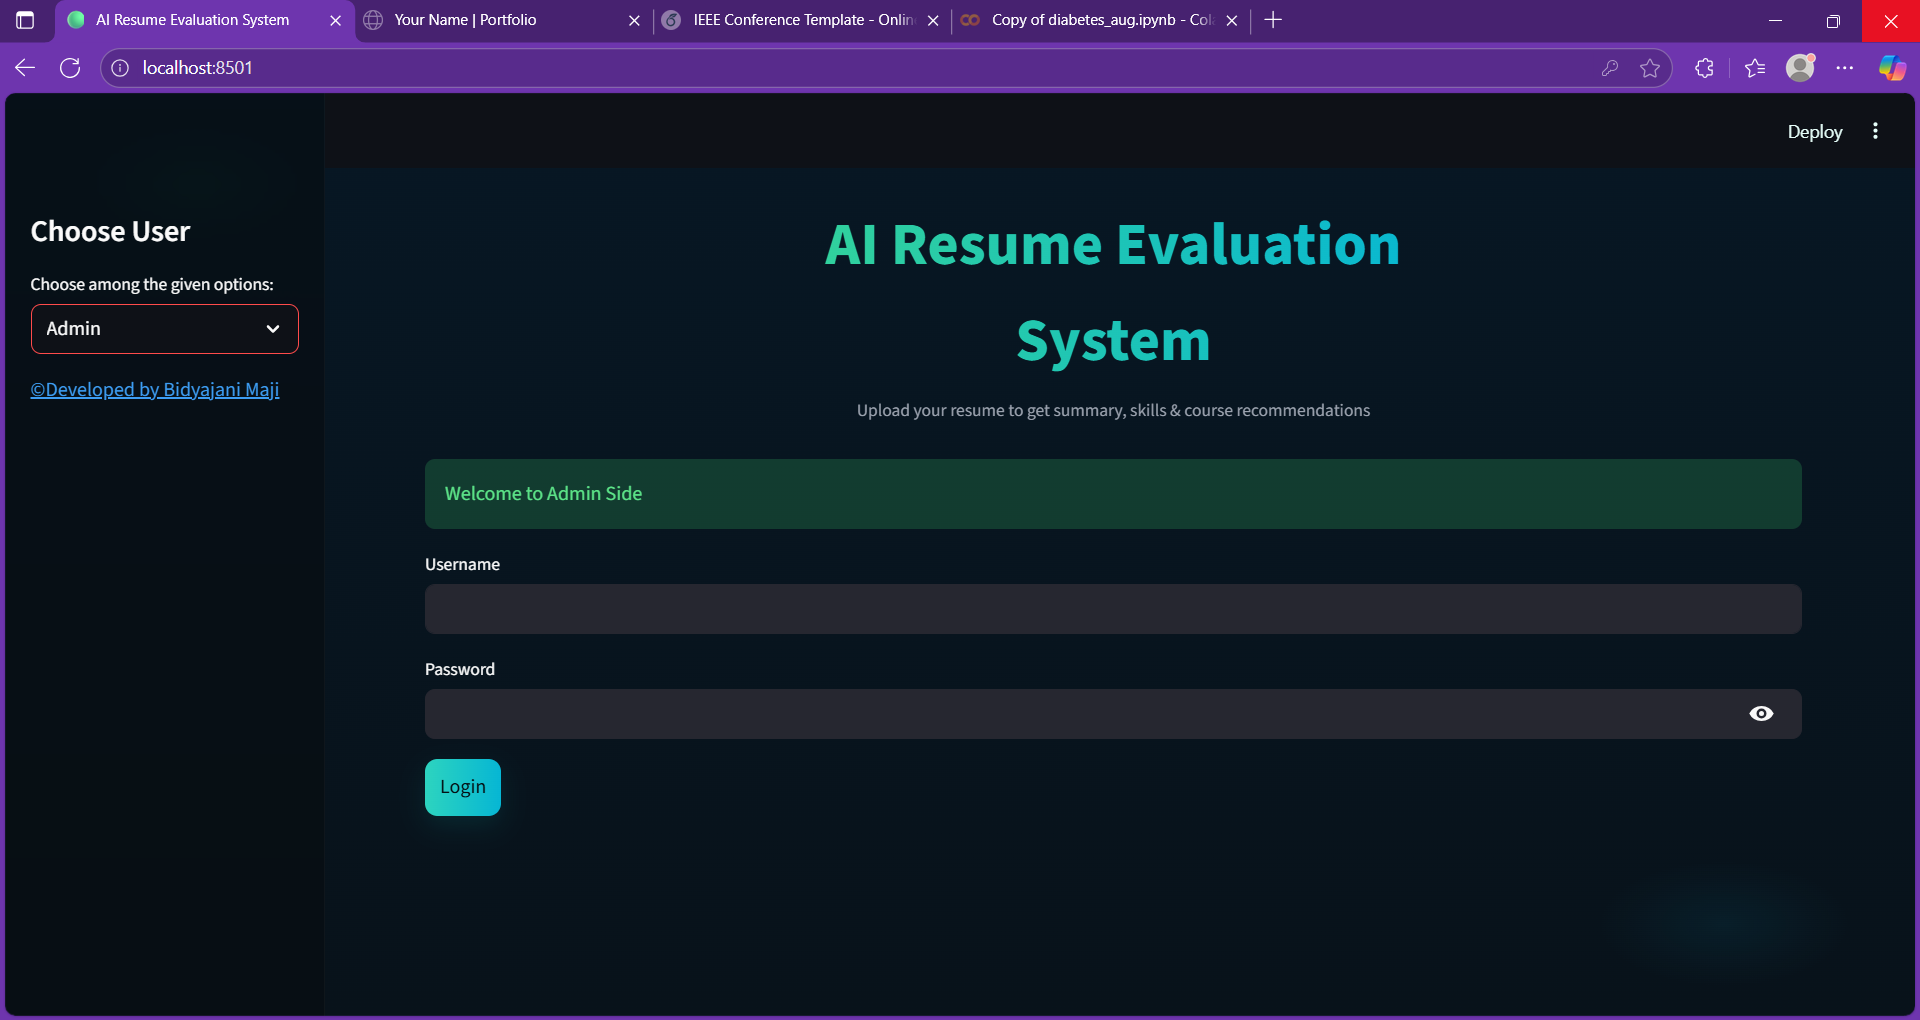 AI Resume Evaluation System
Your Name | Portfolio
IEEE Conference Template - Onlin
Copy of diabetes_aug.ipynb - Col
localhost:8501
Deploy
Choose User
Choose among the given options:
Admin
©Developed by Bidyajani Maji
AI Resume Evaluation
System
Upload your resume to get summary, skills & course recommendations
Welcome to Admin Side
Username
Password
Login